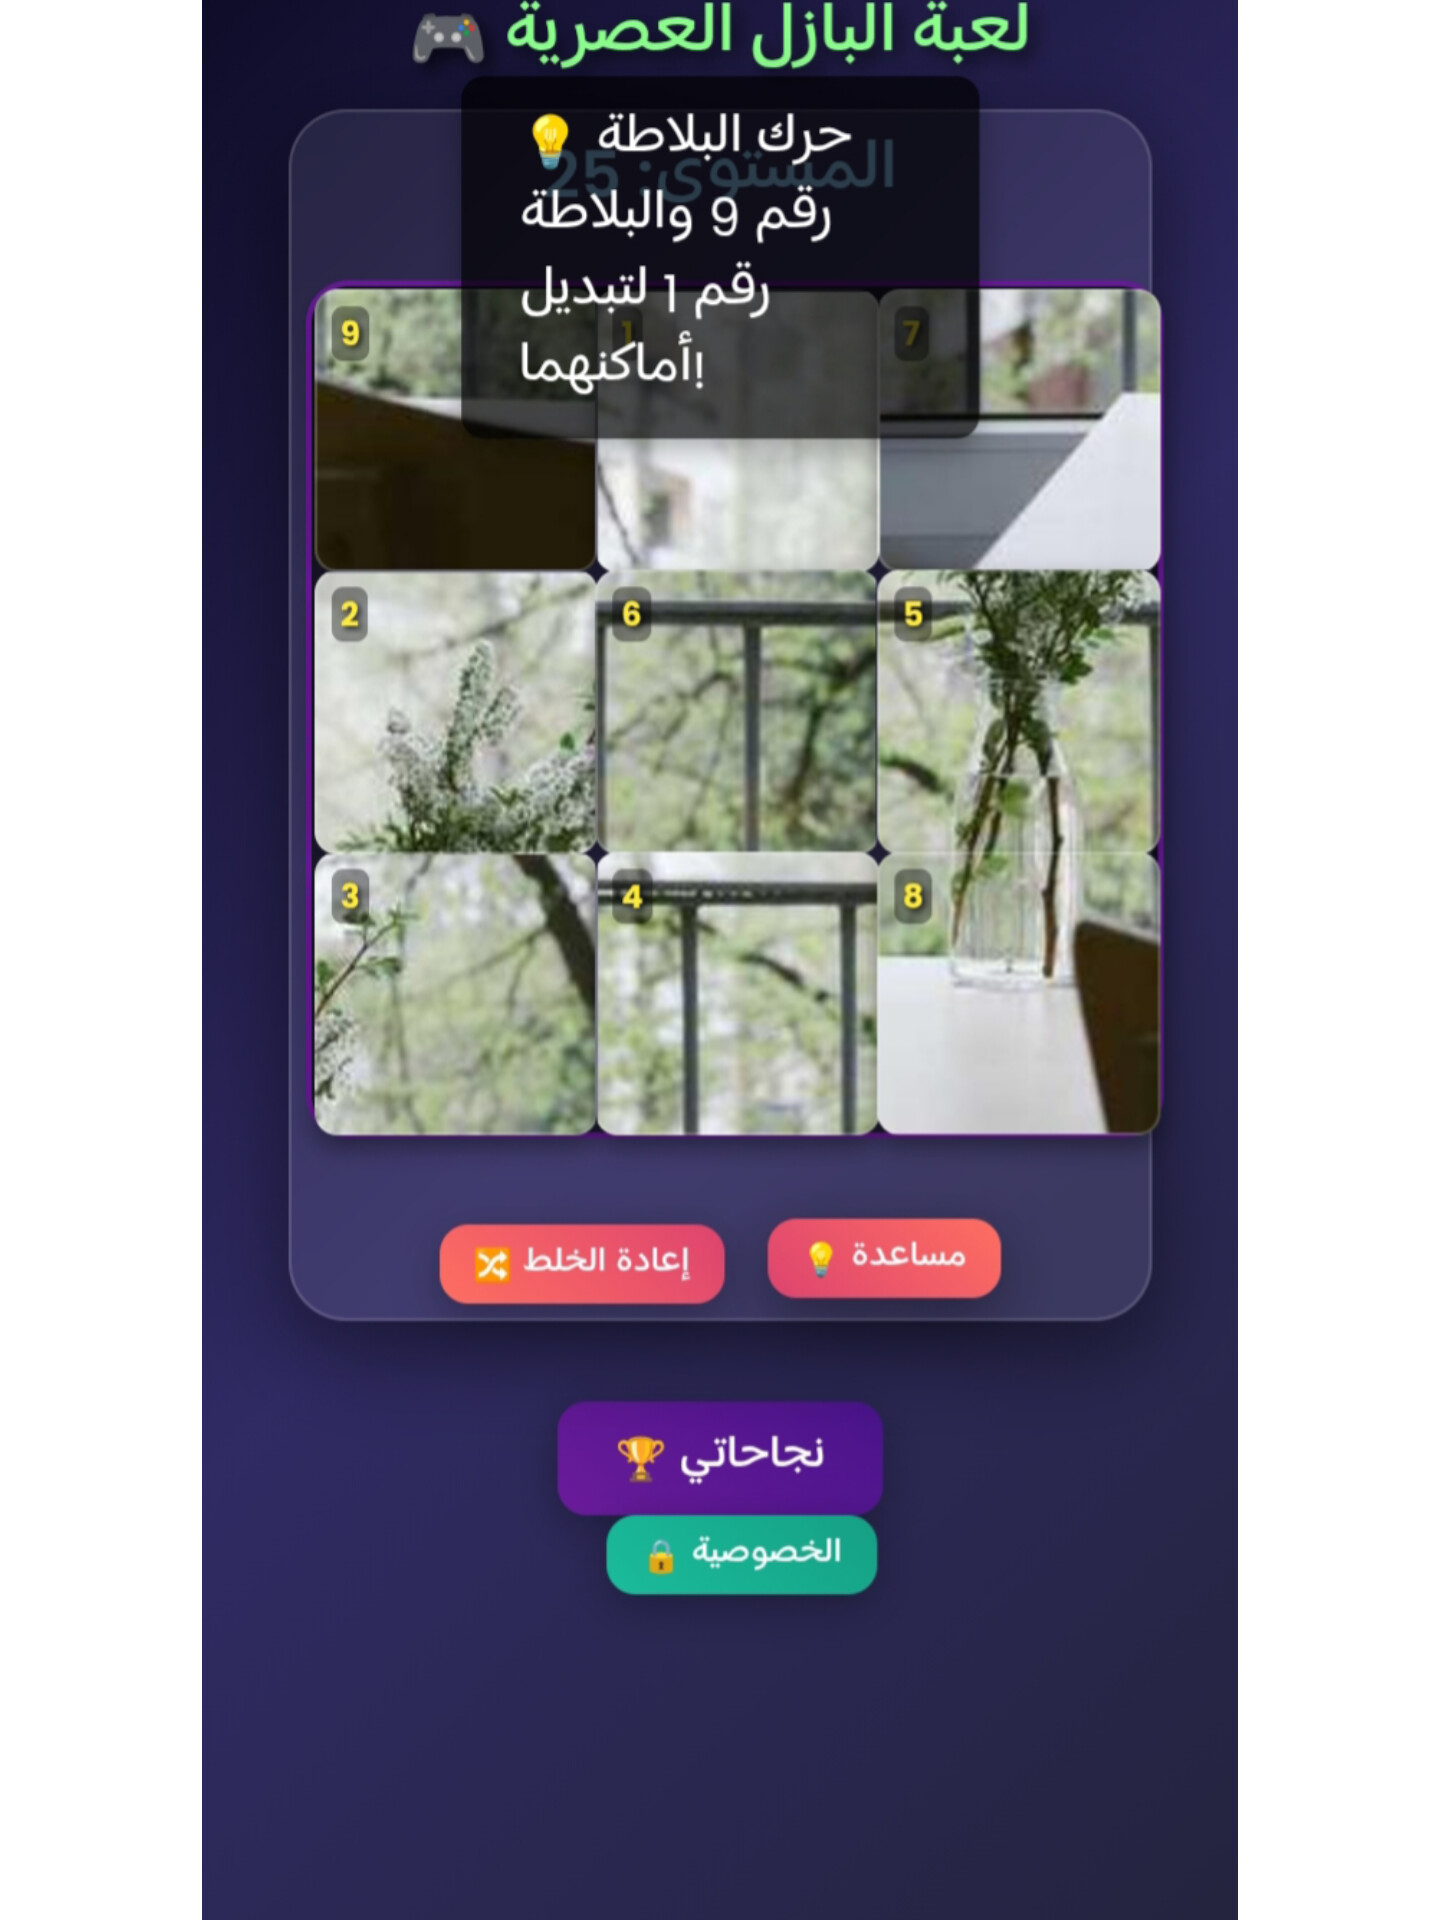 لعبة البازل العصرية 🎮
💡 حرك البلاطة
رقم 9 والبلاطة
رقم 1 لتبديل
أماكنهما!
المستوى: 25
9
1
7
2
6
5
3
4
8
مساعدة 💡
إعادة الخلط 🔀
نجاحاتي 🏆
الخصوصية 🔒